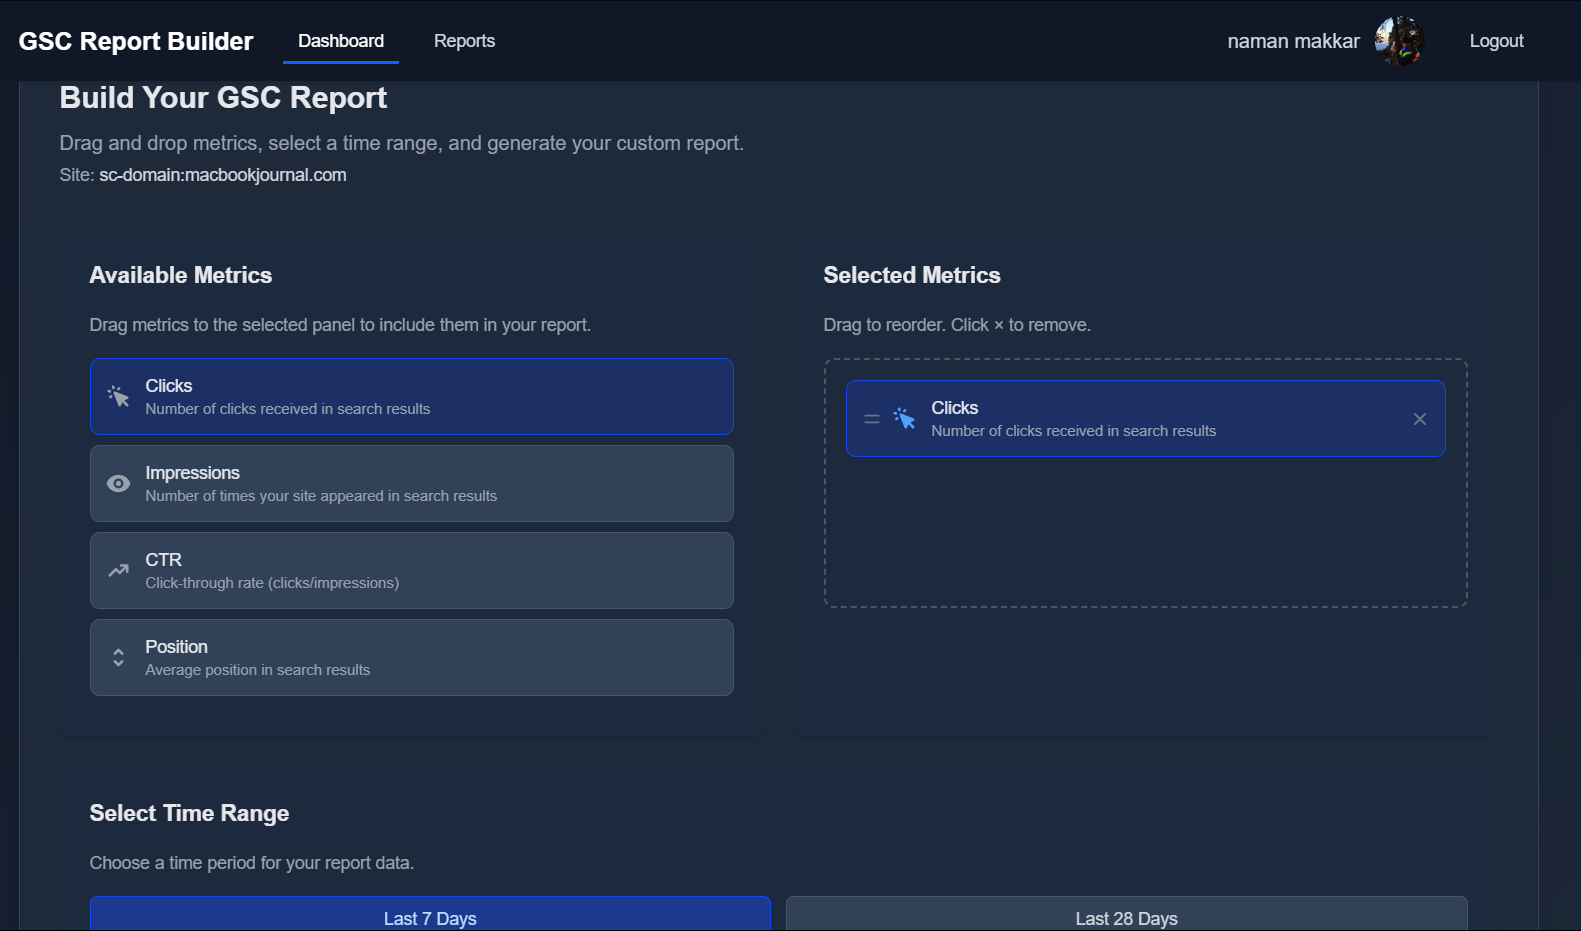 GSC Report Builder
Dashboard
Reports
naman makkar
Logout
Build Your GSC Report
Drag and drop metrics, select a time range, and generate your custom report.
Site: sc-domain:macbookjournal.com
Available Metrics
Drag metrics to the selected panel to include them in your report.
Clicks
Number of clicks received in search results
Impressions
Number of times your site appeared in search results
CTR
Click-through rate (clicks/impressions)
Position
Average position in search results
Selected Metrics
Drag to reorder. Click × to remove.
Clicks
Number of clicks received in search results
Select Time Range
Choose a time period for your report data.
Last 7 Days
Last 28 Days